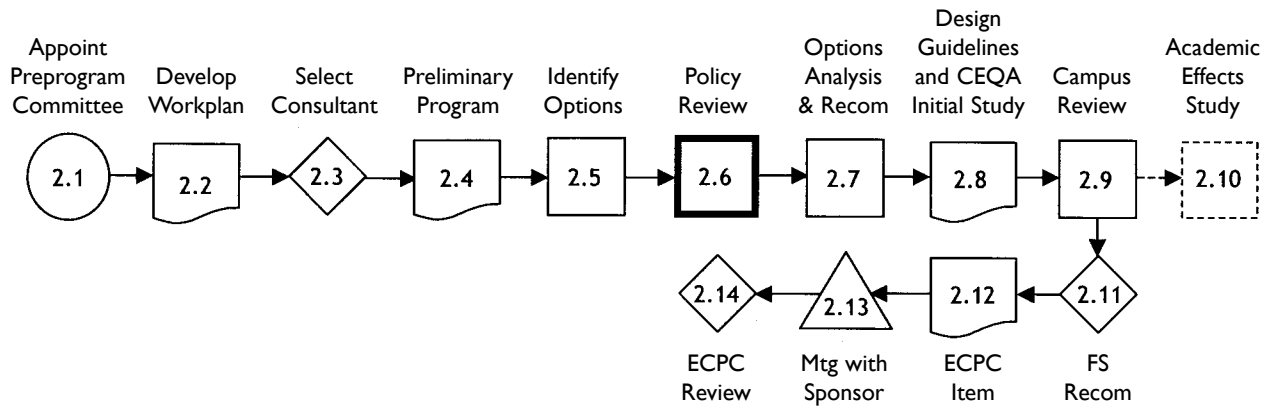 Appoint
Preprogram
Committee
Develop
Workplan
Select
Consultant
Preliminary
Program
Identify
Options
Policy
Review
Options
Analysis
& Recom
Design
Guidelines
and CEQA
Initial Study
Campus
Review
Academic
Effects
Study
2.1
2.2
2.3
2.4
2.5
2.6
2.7
2.8
2.9
2.10
2.14
2.13
2.12
2.11
ECPC
Review
Mtg with
Sponsor
ECPC
Item
FS
Recom